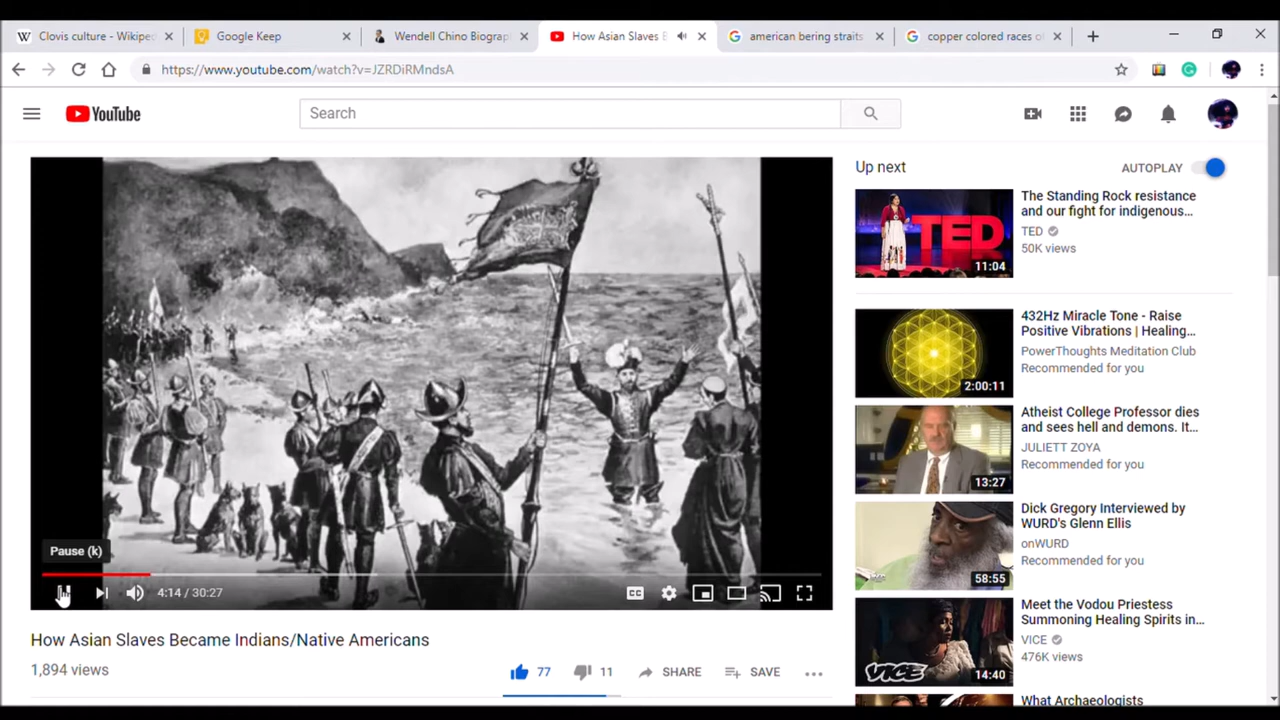 Clovis culture - Wikipe
Google Keep
Wendell Chino Biograp
How Asian Slaves B
american bering straits
copper colored races o
https://www.youtube.com/watch?v=JZRDiRMndsA
YouTube
Search
Up next
AUTOPLAY
TED
11:04
The Standing Rock resistance
and our fight for indigenous...
TED
50K views
2:00:11
432Hz Miracle Tone - Raise
Positive Vibrations | Healing...
PowerThoughts Meditation Club
Recommended for you
13:27
Atheist College Professor dies
and sees hell and demons. It...
JULIETT ZOYA
Recommended for you
58:55
Dick Gregory Interviewed by
WURD's Glenn Ellis
onWURD
Recommended for you
VICE
14:40
Meet the Vodou Priestess
Summoning Healing Spirits in...
VICE
476K views
What Archaeologists
Pause (k)
4:14 / 30:27
CC
How Asian Slaves Became Indians/Native Americans
1,894 views
77
11
SHARE
SAVE